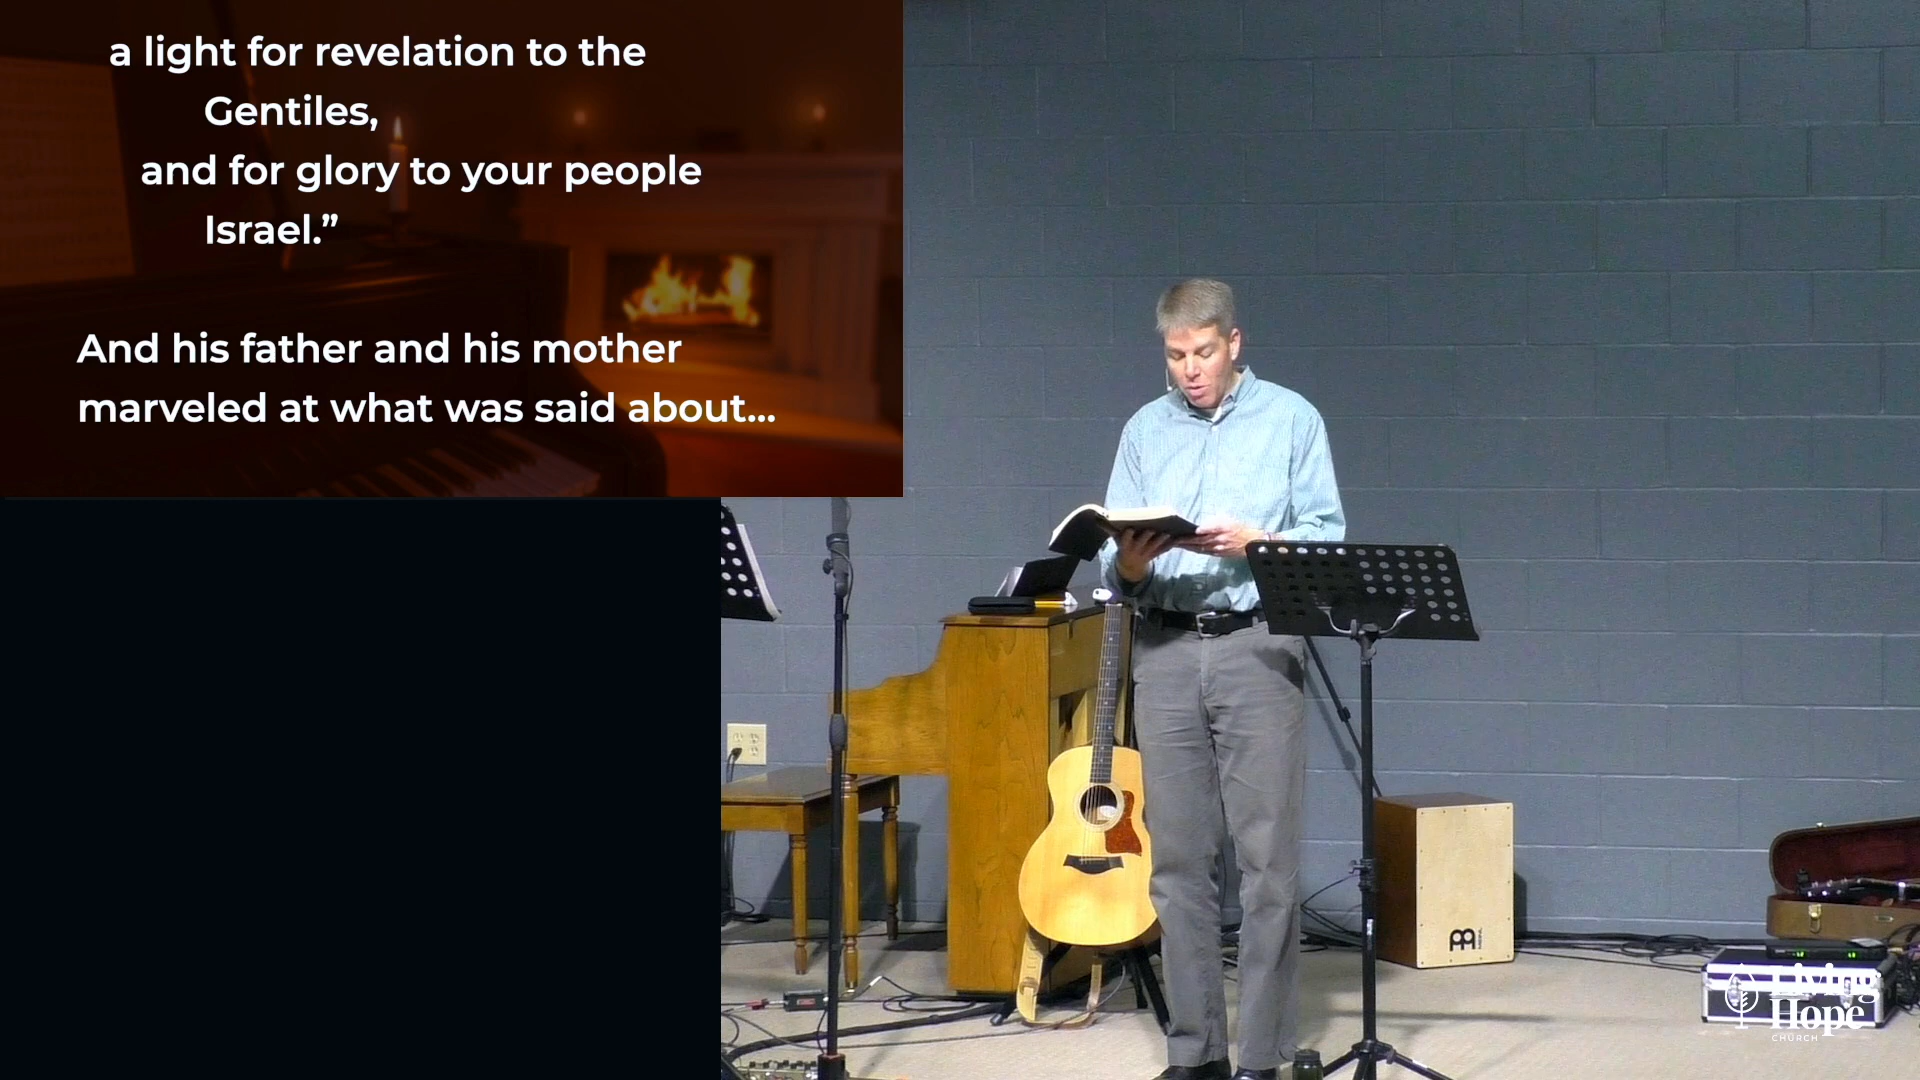 a light for revelation to the
Gentiles,
and for glory to your people
Israel.”
And his father and his mother
marveled at what was said about...
Living
Hope
CHURCH